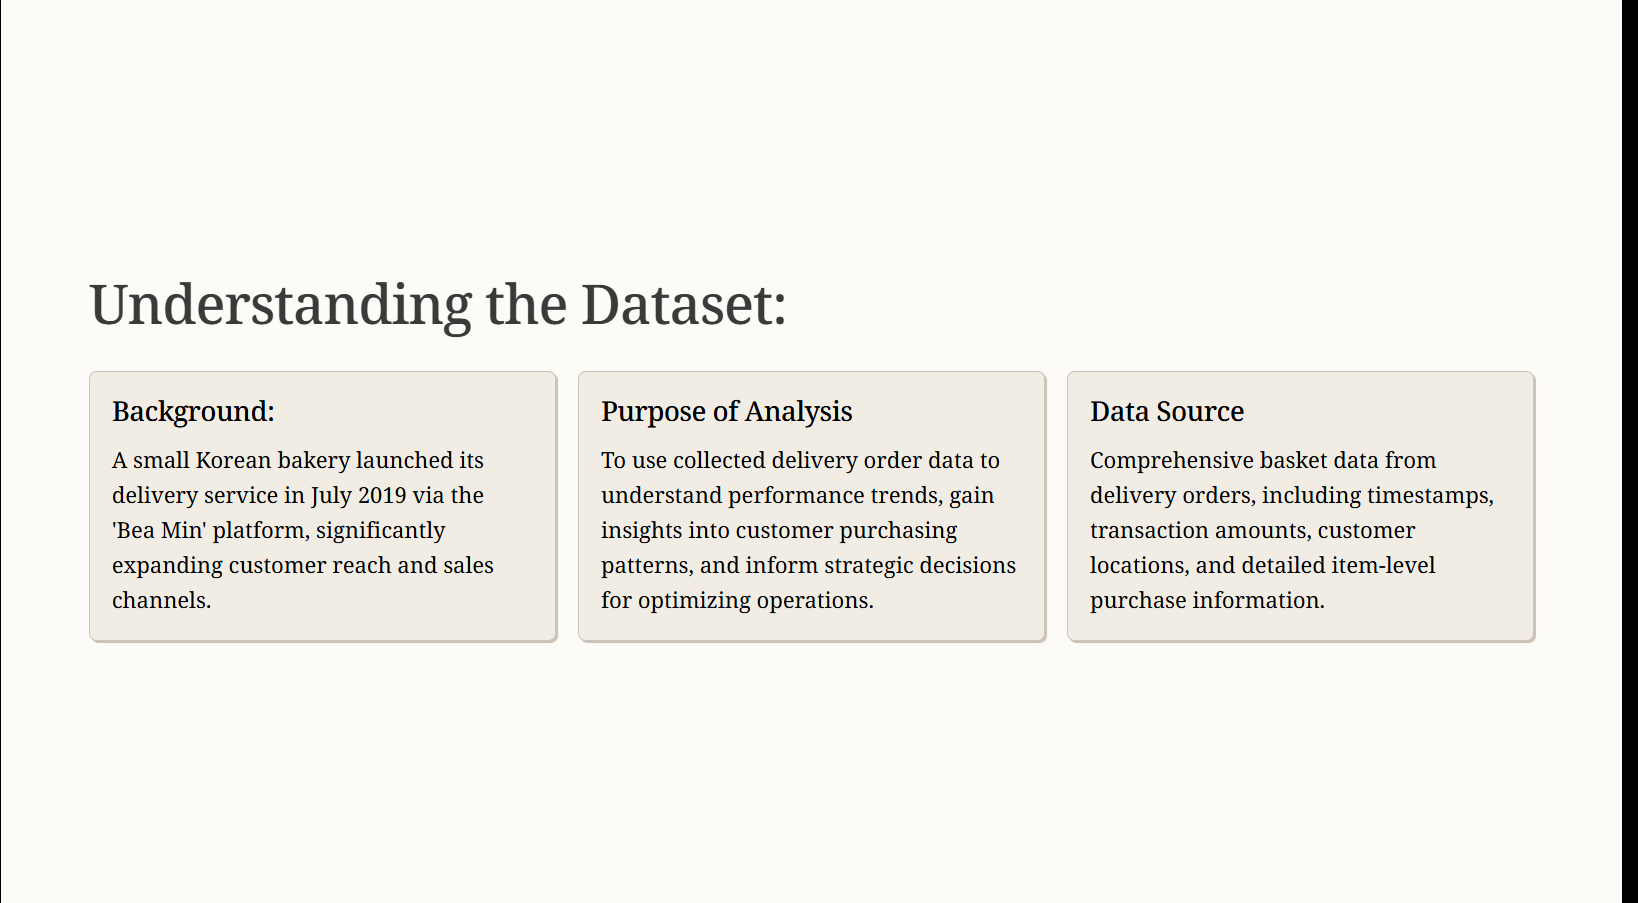 Understanding the Dataset:
Background:
A small Korean bakery launched its
delivery service in July 2019 via the
'Bea Min' platform, significantly
expanding customer reach and sales
channels.
Purpose of Analysis
To use collected delivery order data to
understand performance trends, gain
insights into customer purchasing
patterns, and inform strategic decisions
for optimizing operations.
Data Source
Comprehensive basket data from
delivery orders, including timestamps,
transaction amounts, customer
locations, and detailed item-level
purchase information.